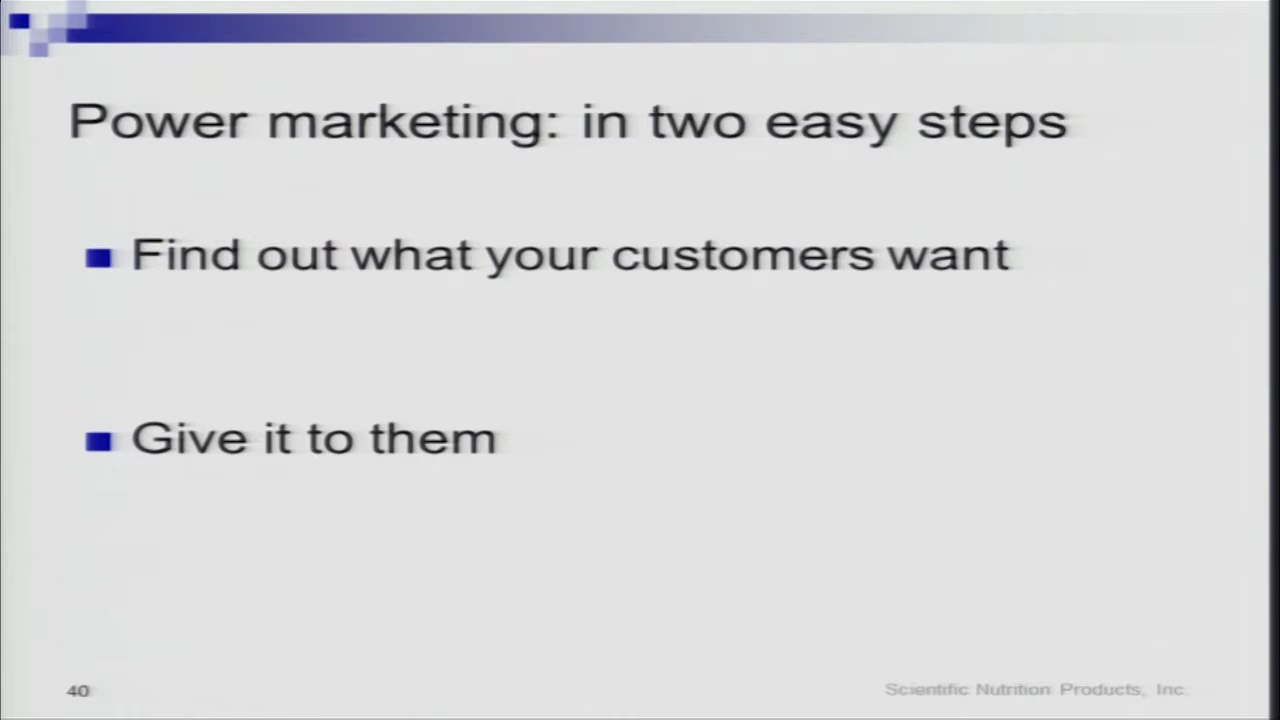 Power marketing: in two easy steps
Find out what your customers want
Give it to them
40
Scientific Nutrition Products, Inc.